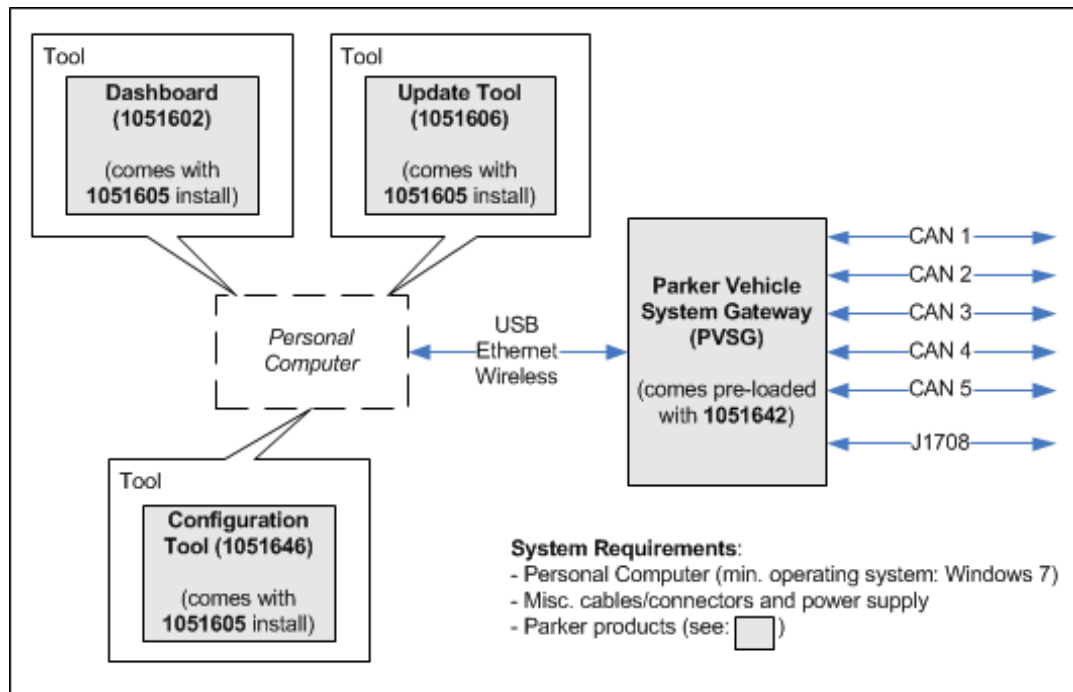 Tool
Dashboard
(1051602)
(comes with
1051605 install)
Tool
Update Tool
(1051606)
(comes with
1051605 install)
Personal
Computer
USB
Ethernet
Wireless
Parker Vehicle
System Gateway
(PVSG)
(comes pre-loaded
with 1051642)
CAN 1
CAN 2
CAN 3
CAN 4
CAN 5
J1708
Tool
Configuration
Tool (1051646)
(comes with
1051605 install)
System Requirements:
- Personal Computer (min. operating system: Windows 7)
- Misc. cables/connectors and power supply
- Parker products (see: )